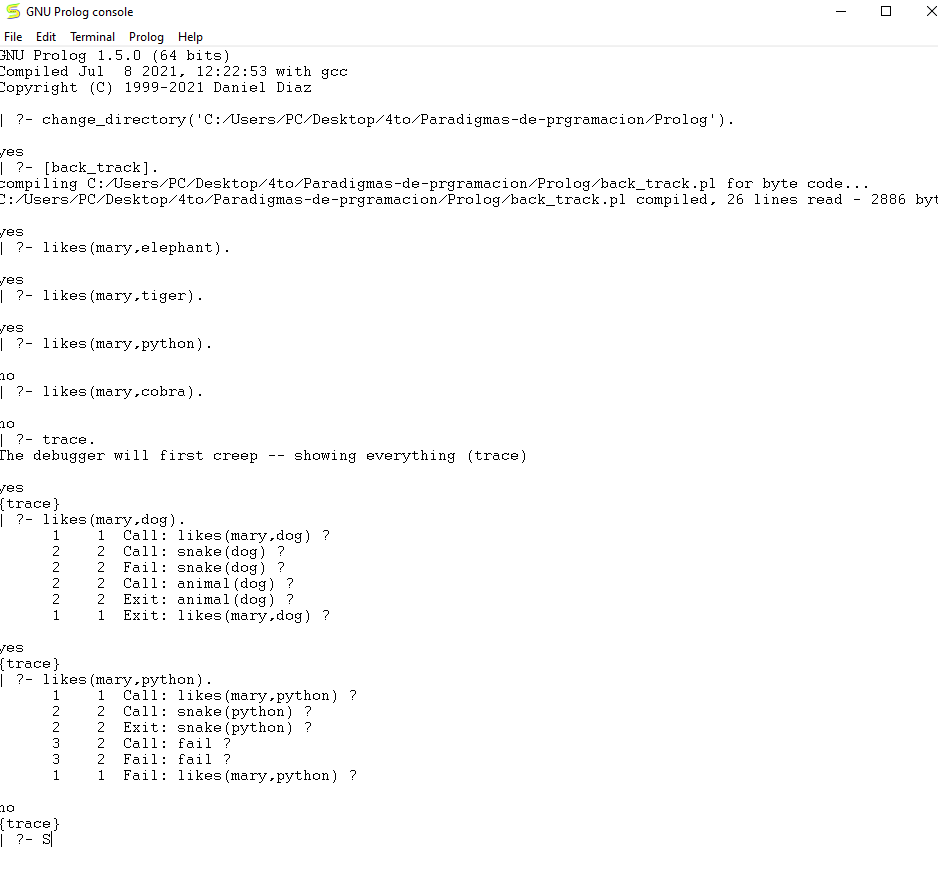 GNU Prolog console
File Edit Terminal Prolog Help
GNU Prolog 1.5.0 (64 bits)
Compiled Jul  8 2021, 12:22:53 with gcc
Copyright (C) 1999-2021 Daniel Diaz
| ?- change_directory('C:/Users/PC/Desktop/4to/Paradigmas-de-prgramacion/Prolog').
yes
| ?- [back_track].
compiling C:/Users/PC/Desktop/4to/Paradigmas-de-prgramacion/Prolog/back_track.pl for byte code...
C:/Users/PC/Desktop/4to/Paradigmas-de-prgramacion/Prolog/back_track.pl compiled, 26 lines read - 2886 byt
yes
| ?- likes(mary,elephant).
yes
| ?- likes(mary,tiger).
yes
| ?- likes(mary,python).
no
| ?- likes(mary,cobra).
no
| ?- trace.
The debugger will first creep -- showing everything (trace)
yes
{trace}
| ?- likes(mary,dog).
      1    1  Call: likes(mary,dog) ?
      2    2  Call: snake(dog) ?
      2    2  Fail: snake(dog) ?
      2    2  Call: animal(dog) ?
      2    2  Exit: animal(dog) ?
      1    1  Exit: likes(mary,dog) ?
yes
{trace}
| ?- likes(mary,python).
      1    1  Call: likes(mary,python) ?
      2    2  Call: snake(python) ?
      2    2  Exit: snake(python) ?
      3    2  Call: fail ?
      3    2  Fail: fail ?
      1    1  Fail: likes(mary,python) ?
no
{trace}
| ?- S